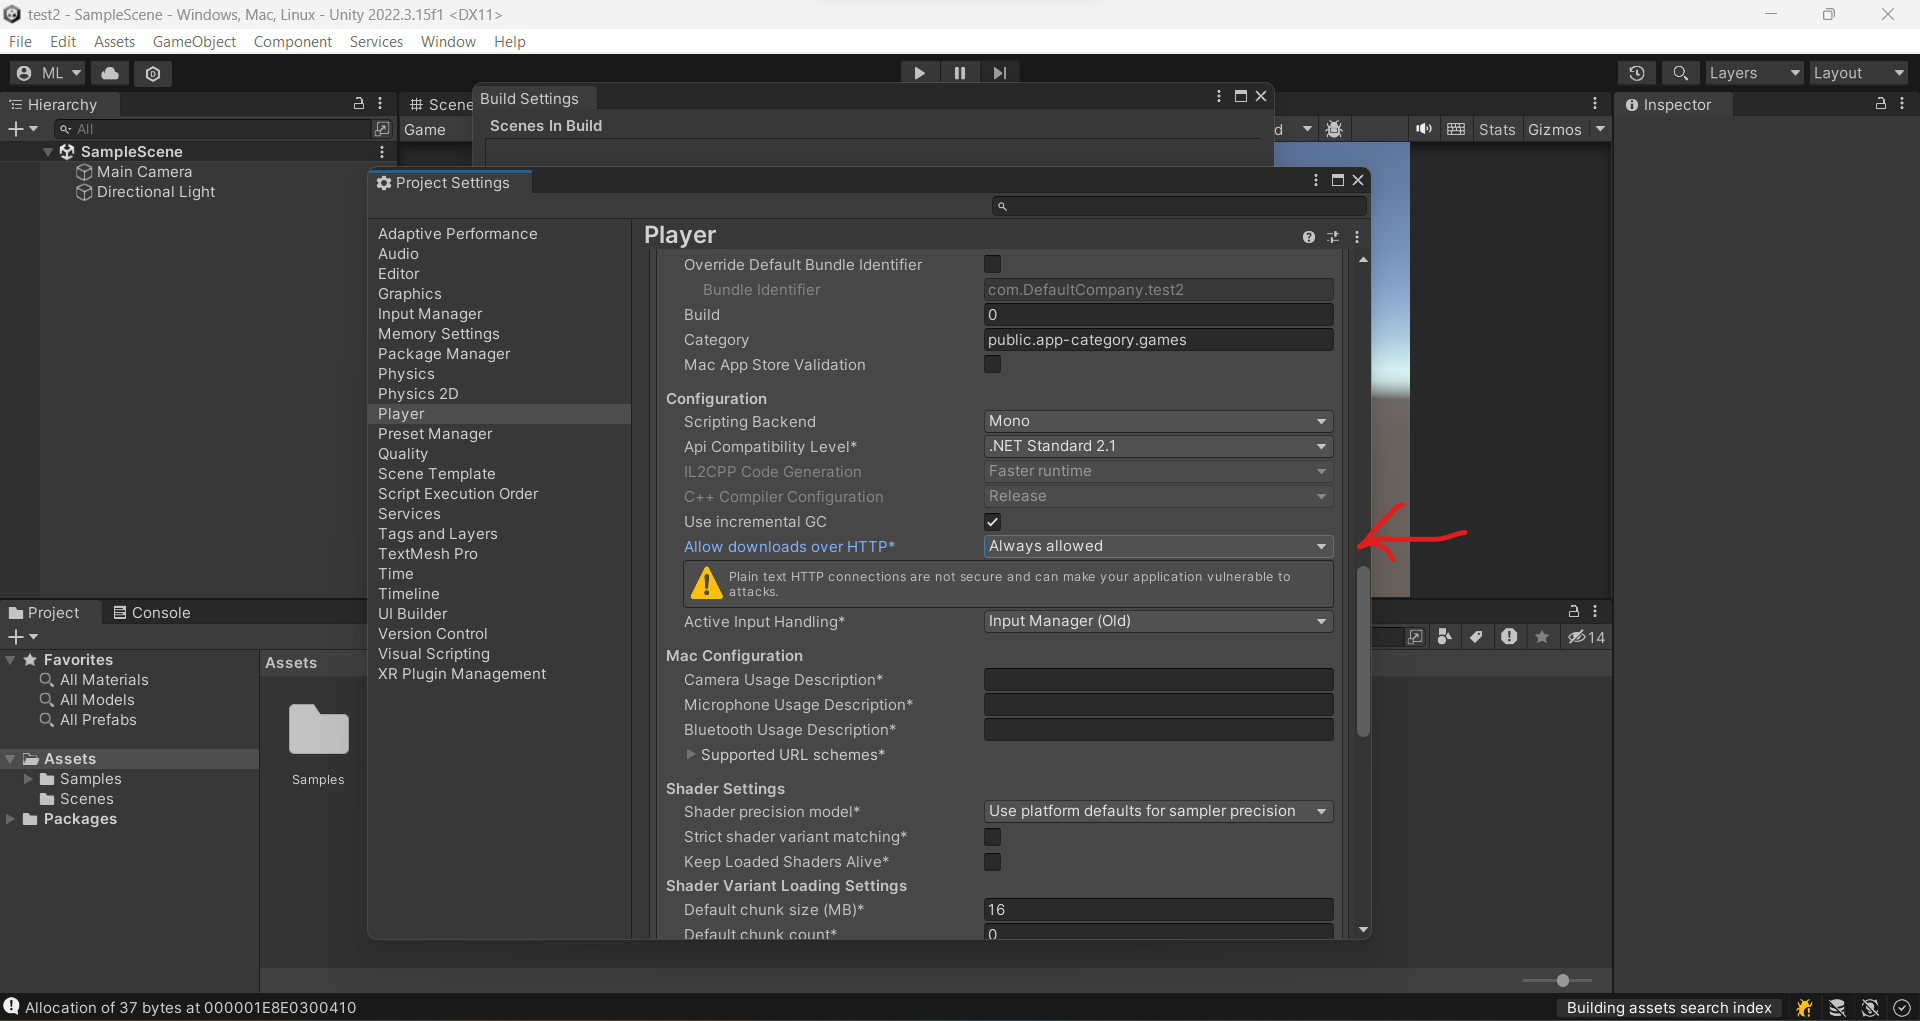 test2 - SampleScene - Windows, Mac, Linux - Unity 2022.3.15f1 <DX11>
File Edit Assets GameObject Component Services Window Help
ML Layers Layout
Hierarchy
All
SampleScene
Main Camera
Directional Light
Scene
Game
Stats Gizmos
Inspector
Build Settings
Scenes In Build
Project Settings
Adaptive Performance
Audio
Editor
Graphics
Input Manager
Memory Settings
Package Manager
Physics
Physics 2D
Player
Preset Manager
Quality
Scene Template
Script Execution Order
Services
Tags and Layers
TextMesh Pro
Time
Timeline
UI Builder
Version Control
Visual Scripting
XR Plugin Management
Player
Override Default Bundle Identifier
Bundle Identifier com.DefaultCompany.test2
Build 0
Category public.app-category.games
Mac App Store Validation
Configuration
Scripting Backend Mono
Api Compatibility Level* .NET Standard 2.1
IL2CPP Code Generation Faster runtime
C++ Compiler Configuration Release
Use incremental GC
Allow downloads over HTTP* Always allowed
Plain text HTTP connections are not secure and can make your application vulnerable to
attacks.
Active Input Handling* Input Manager (Old)
Mac Configuration
Camera Usage Description*
Microphone Usage Description*
Bluetooth Usage Description*
Supported URL schemes*
Shader Settings
Shader precision model* Use platform defaults for sampler precision
Strict shader variant matching*
Keep Loaded Shaders Alive*
Shader Variant Loading Settings
Default chunk size (MB)* 16
Default chunk count* 0
Project Console
14
Favorites
All Materials
All Models
All Prefabs
Assets
Samples
Scenes
Packages
Assets
Samples
Allocation of 37 bytes at 000001E8E0300410
Building assets search index